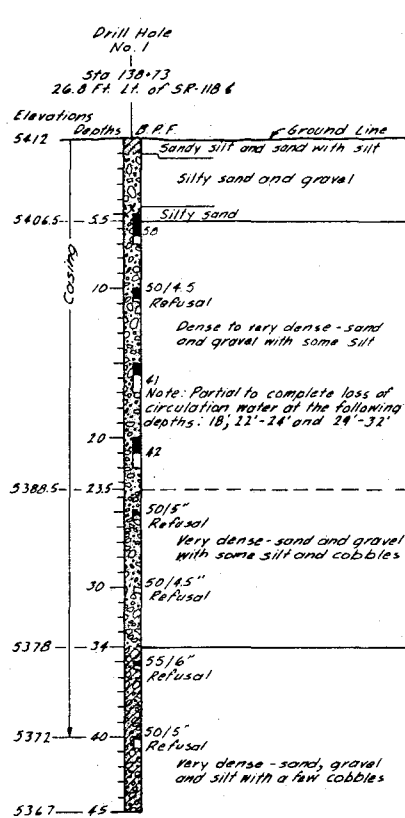 Drill Hole
No. 1
Sta 138+73
26.8 Ft. Lt. of SR-118 ȼ
Elevations
Depths B.P.F.
Ground Line
5412
Sandy silt and sand with silt
Silty sand and gravel
Silty sand
5406.5 5.5
58
Casing
10
50/4.5
Refusal
Dense to very dense - sand
and gravel with some silt
41
Note: Partial to complete loss of
circulation water at the following
depths: 18', 22'-24' and 29'-32'
20
42
5388.5 23.5
50/5"
Refusal
Very dense - sand and gravel
with some silt and cobbles
30
50/4.5"
Refusal
5378 34
55/6"
Refusal
5372 40
50/5"
Refusal
Very dense - sand, gravel
and silt with a few cobbles
5367 45